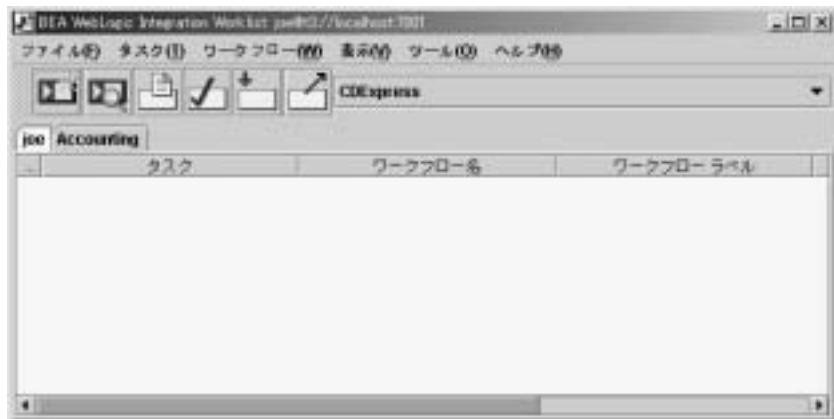 BEA WebLogic Integration Worklist joe@t3://localhost:7001
ファイル(F) タスク(T) ワークフロー(W) 表示(V) ツール(O) ヘルプ(H)
CDExpress
joe Accounting
... タスク ワークフロー名 ワークフロー ラベル